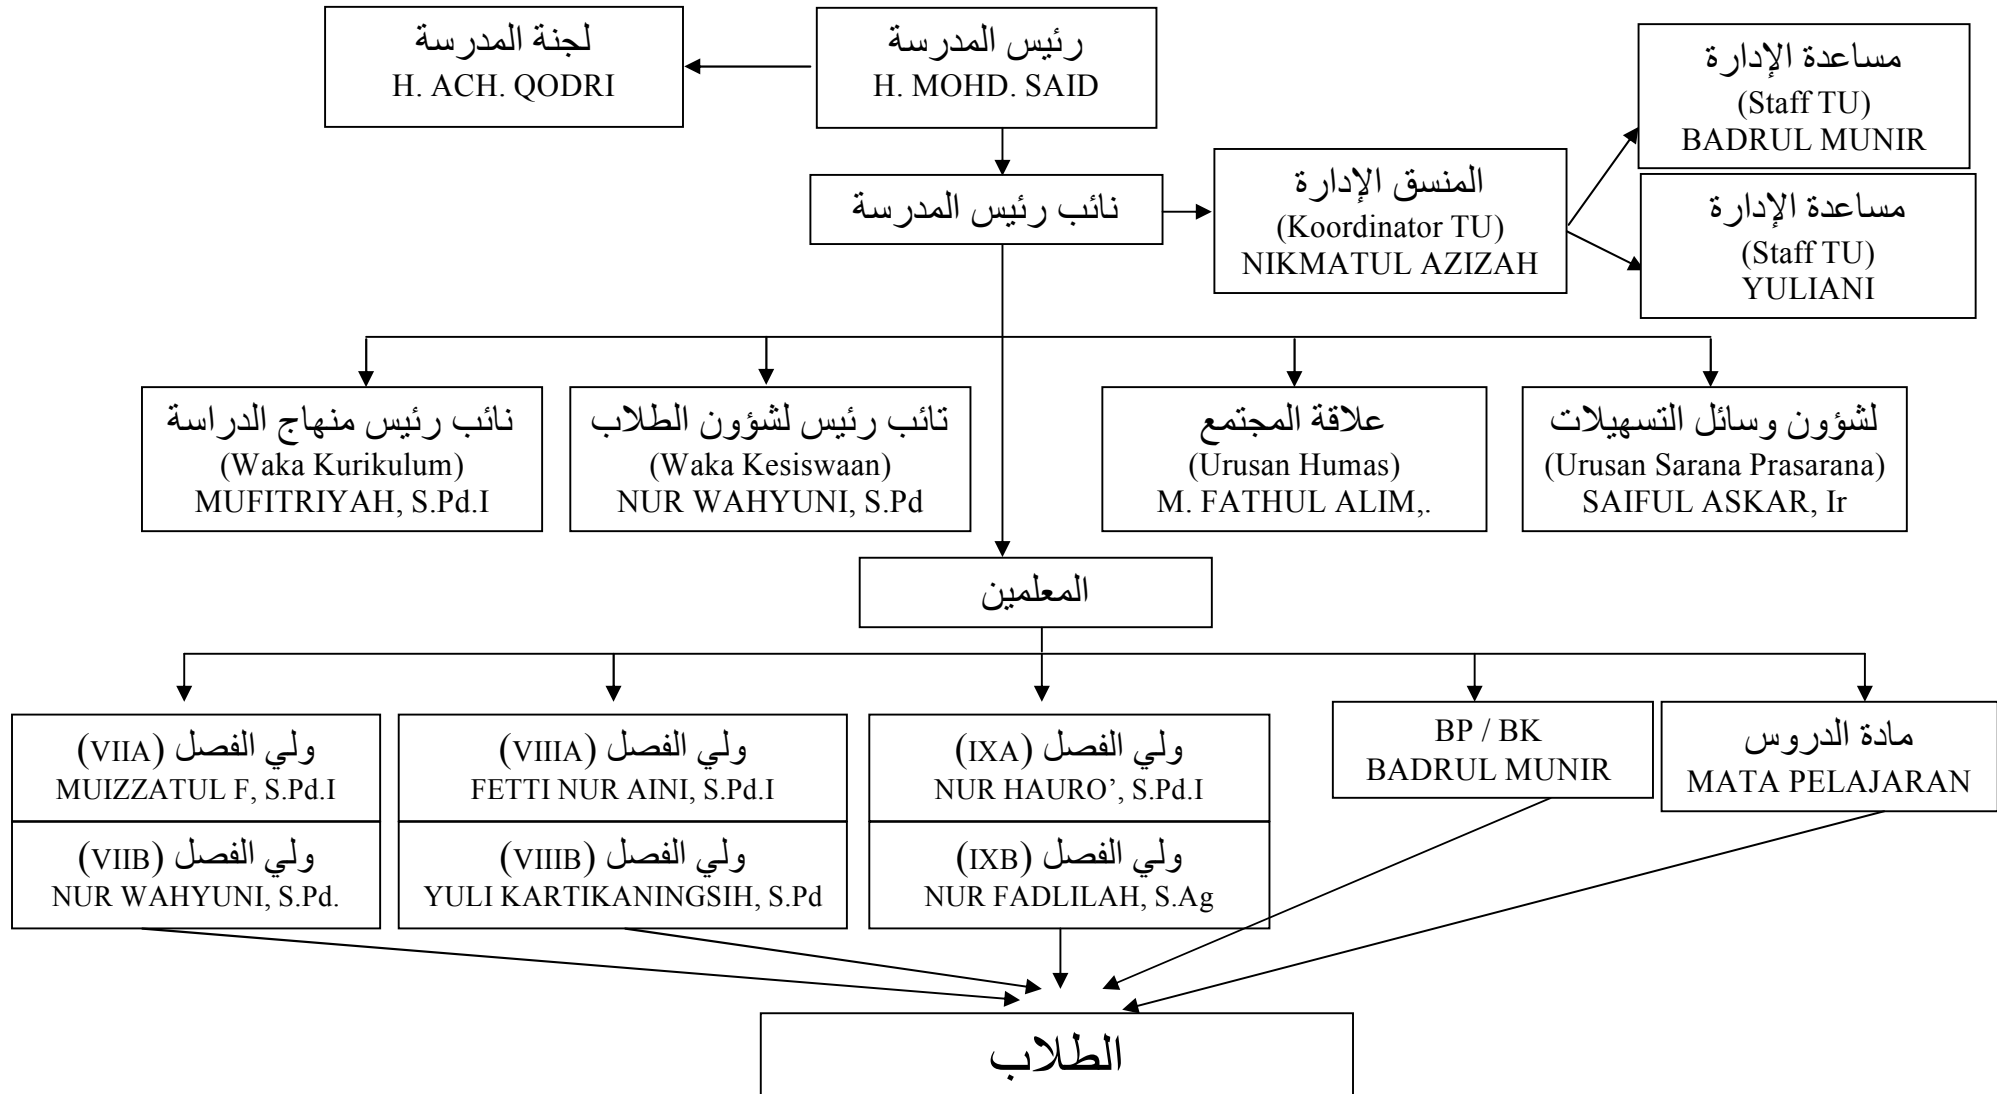 لجنة المدرسة
H. ACH. QODRI
رئيس المدرسة
H. MOHD. SAID
مساعدة الإدارة
(Staff TU)
BADRUL MUNIR
نائب رئيس المدرسة
المنسق الإدارة
(Koordinator TU)
NIKMATUL AZIZAH
مساعدة الإدارة
(Staff TU)
YULIANI
نائب رئيس منهاج الدراسة
(Waka Kurikulum)
MUFITRIYAH, S.Pd.I
تائب رئيس لشؤون الطلاب
(Waka Kesiswaan)
NUR WAHYUNI, S.Pd
علاقة المجتمع
(Urusan Humas)
M. FATHUL ALIM,.
لشؤون وسائل التسهيلات
(Urusan Sarana Prasarana)
SAIFUL ASKAR, Ir
المعلمين
ولي الفصل (VIIA)
MUIZZATUL F, S.Pd.I
ولي الفصل (VIIB)
NUR WAHYUNI, S.Pd.
ولي الفصل (VIIIA)
FETTI NUR AINI, S.Pd.I
ولي الفصل (VIIIB)
YULI KARTIKANINGSIH, S.Pd
ولي الفصل (IXA)
NUR HAURO’, S.Pd.I
ولي الفصل (IXB)
NUR FADLILAH, S.Ag
BP / BK
BADRUL MUNIR
مادة الدروس
MATA PELAJARAN
الطلاب